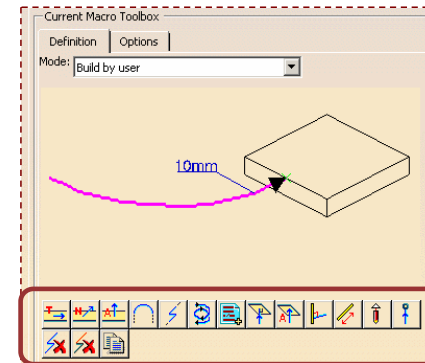 Current Macro Toolbox
Definition Options
Mode: Build by user
10mm